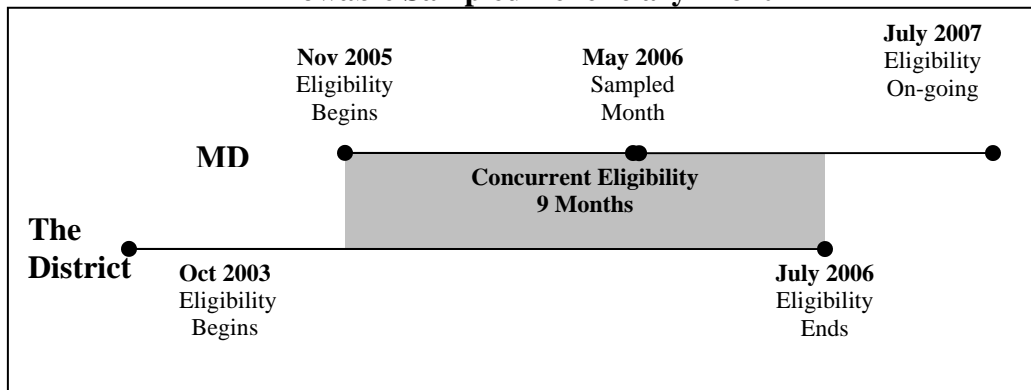 Nov 2005
Eligibility
Begins
May 2006
Sampled
Month
July 2007
Eligibility
On-going
MD
Concurrent Eligibility
9 Months
The
District
Oct 2003
Eligibility
Begins
July 2006
Eligibility
Ends